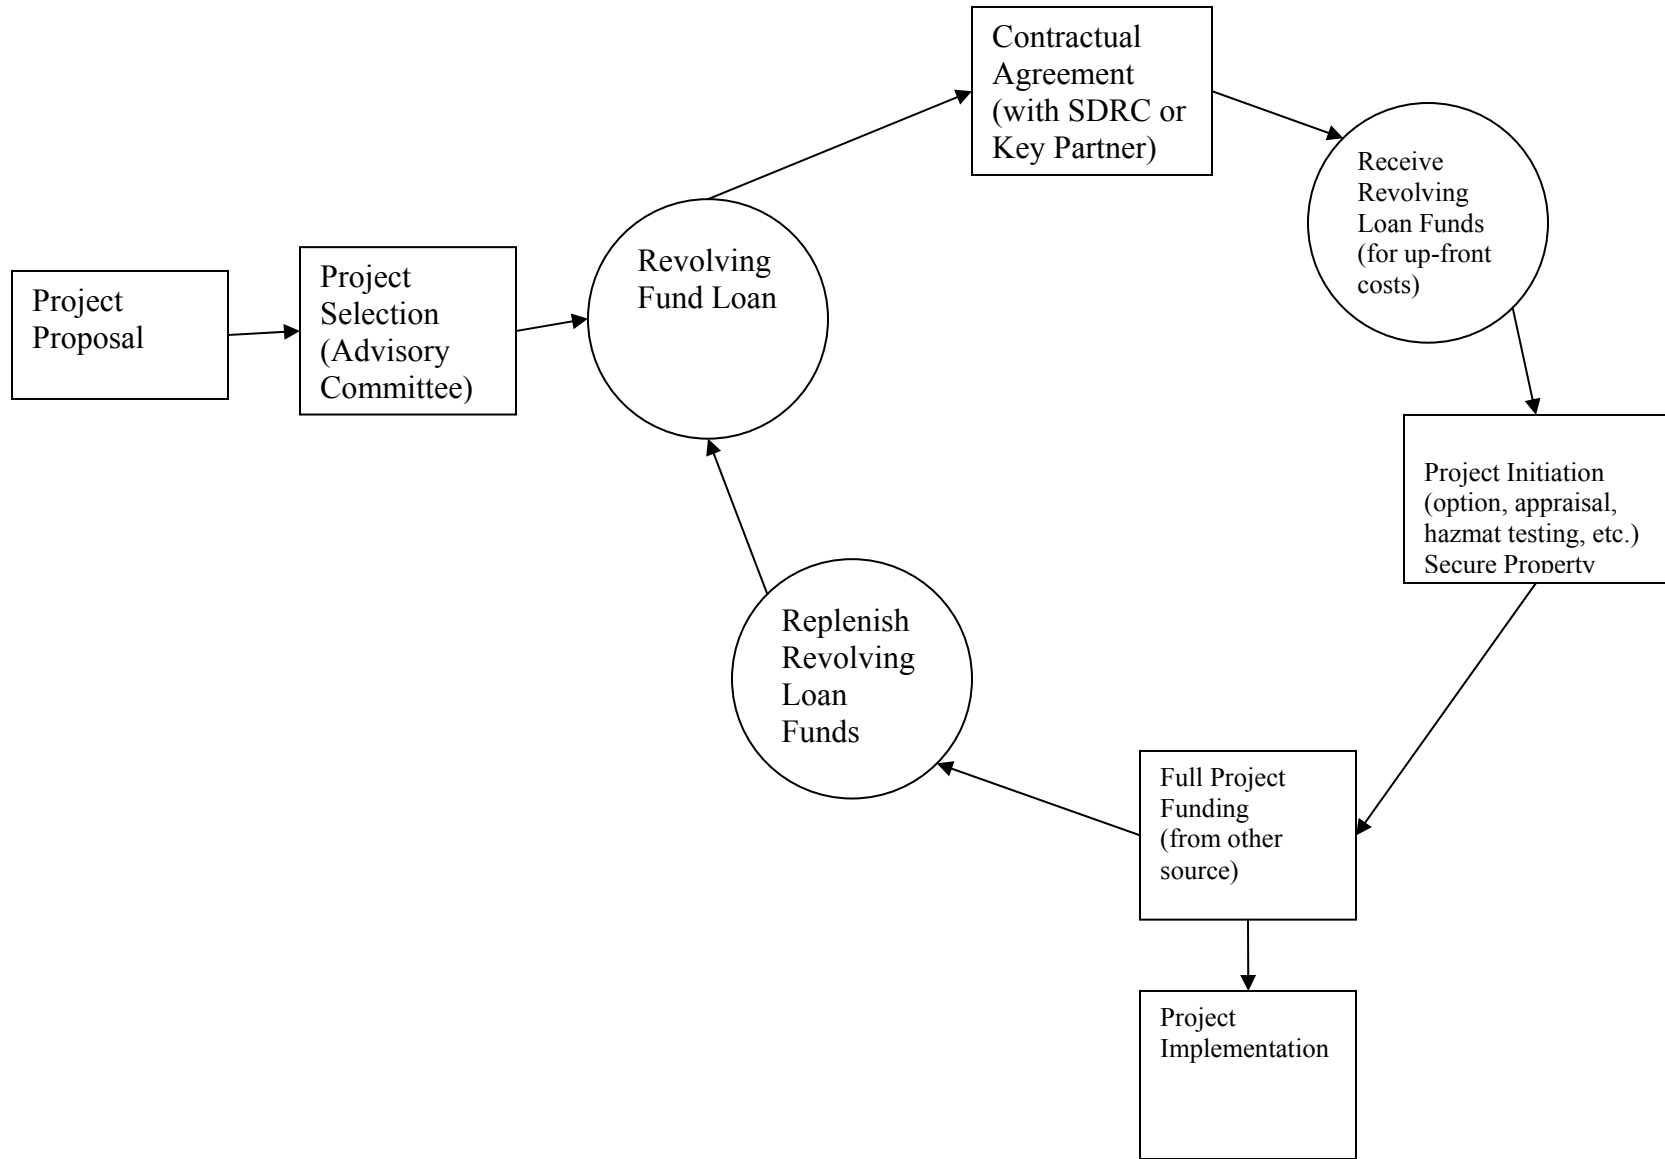 Project
Proposal
Project
Selection
(Advisory
Committee)
Revolving
Fund Loan
Contractual
Agreement
(with SDRC or
Key Partner)
Receive
Revolving
Loan Funds
(for up-front
costs)
Project Initiation
(option, appraisal,
hazmat testing, etc.)
Secure Property
Full Project
Funding
(from other
source)
Replenish
Revolving
Loan
Funds
Project
Implementation